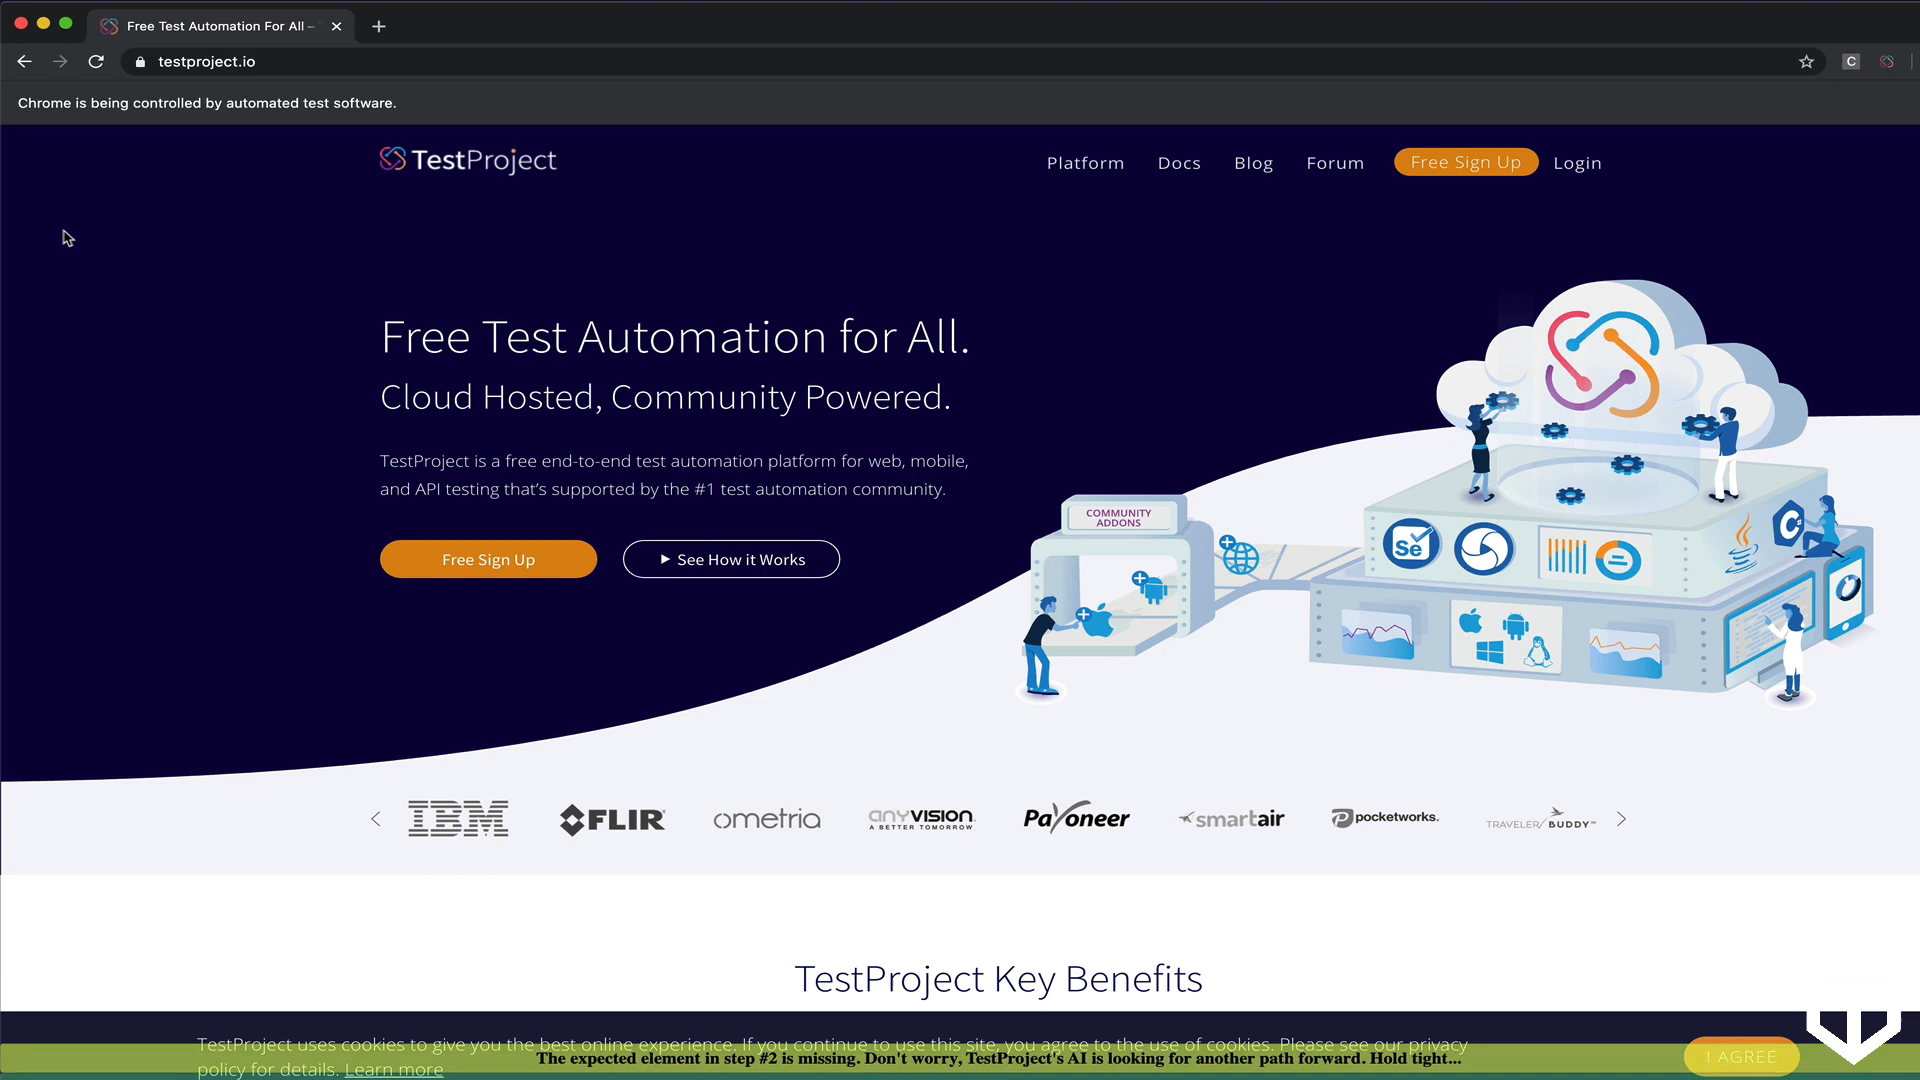 Free Test Automation For All –
testproject.io
C
Chrome is being controlled by automated test software.
TestProject
Platform Docs Blog Forum Free Sign Up Login
Free Test Automation for All.
Cloud Hosted, Community Powered.
TestProject is a free end-to-end test automation platform for web, mobile,
and API testing that's supported by the #1 test automation community.
Free Sign Up See How it Works
COMMUNITY
ADDONS
Se
C#
IBM FLIR ometria anyVISION Payoneer smartair pocketworks. TRAVELER BUDDY™
A BETTER TOMORROW
TestProject Key Benefits
TestProject uses cookies to give you the best online experience. If you continue to use this site, you agree to the use of cookies. Please see our privacy
policy for details. Learn more
The expected element in step #2 is missing. Don't worry, TestProject's AI is looking for another path forward. Hold tight...
I AGREE